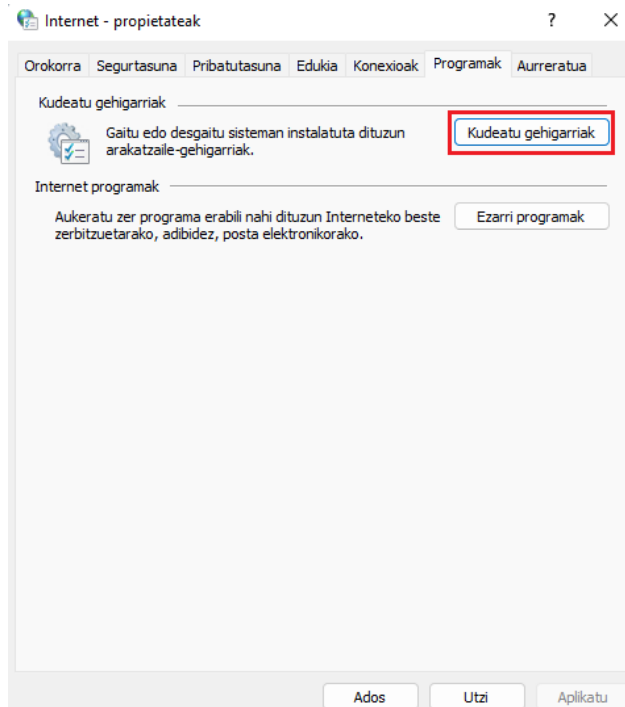 Internet - propietateak
Orokorra Segurtasuna Pribatutasuna Edukia Konexioak Programak Aurreratua
Kudeatu gehigarriak
Gaitu edo desgaitu sisteman instalatuta dituzun
arakatzaile-gehigarriak.
Kudeatu gehigarriak
Internet programak
Aukeratu zer programa erabili nahi dituzun Interneteko beste
zerbitzuetarako, adibidez, posta elektronikorako.
Ezarri programak
Ados Utzi Aplikatu